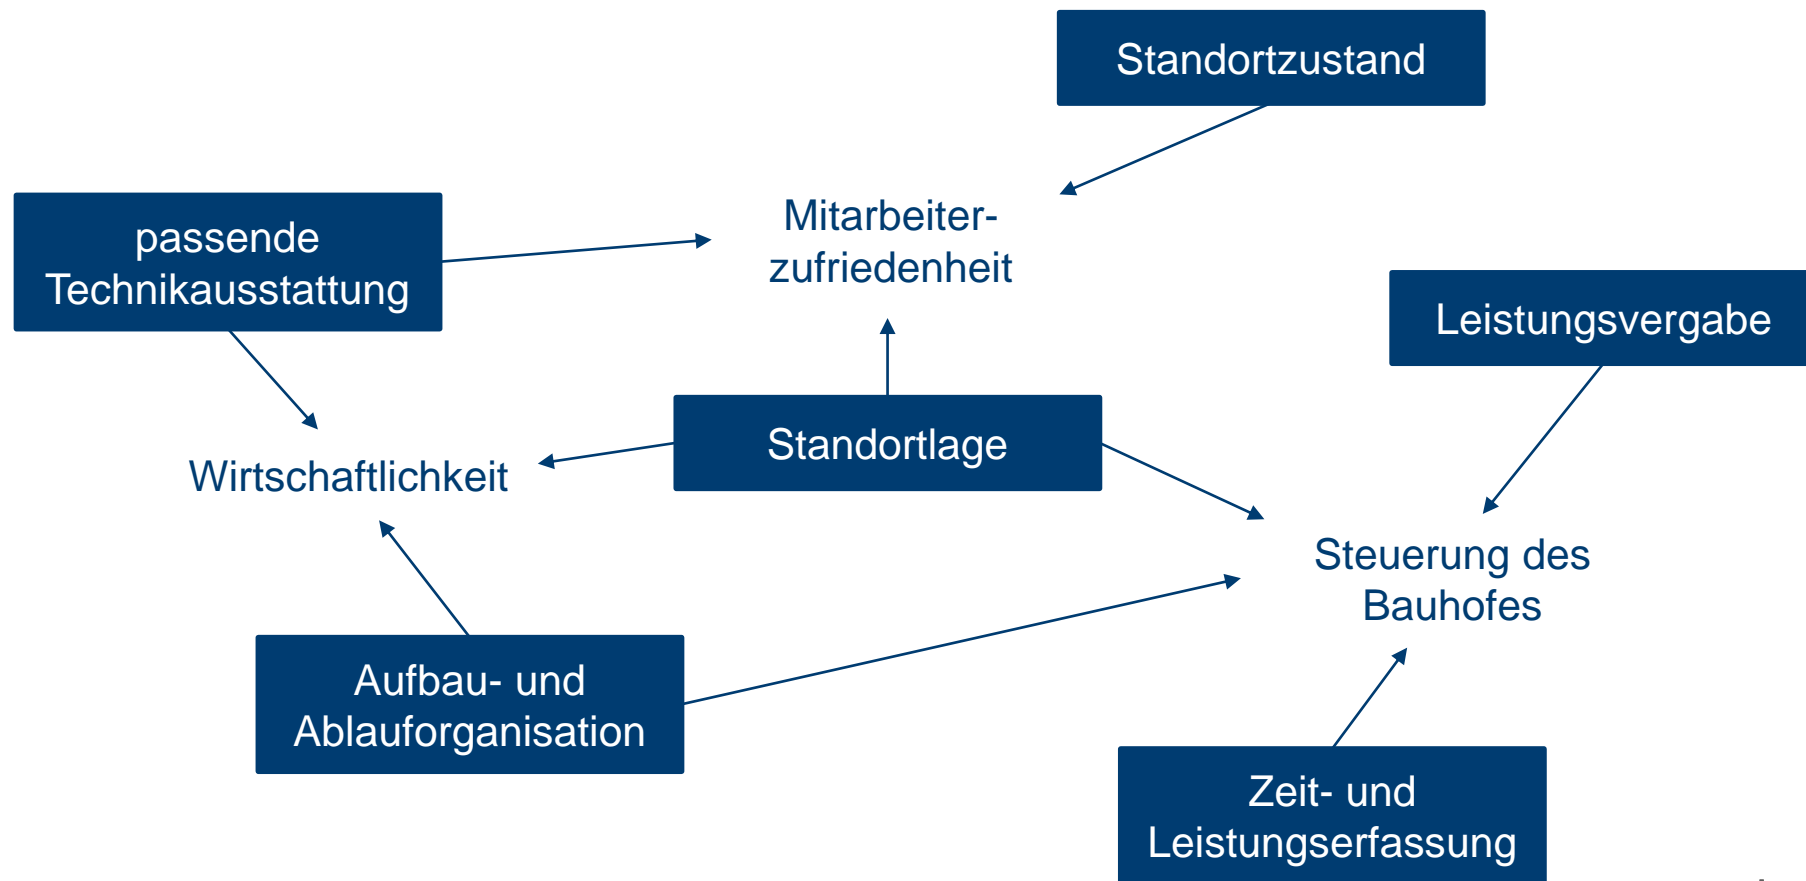 Standortzustand
passende
Technikausstattung
Mitarbeiter-
zufriedenheit
Leistungsvergabe
Standortlage
Wirtschaftlichkeit
Steuerung des
Bauhofes
Aufbau- und
Ablauforganisation
Zeit- und
Leistungserfassung